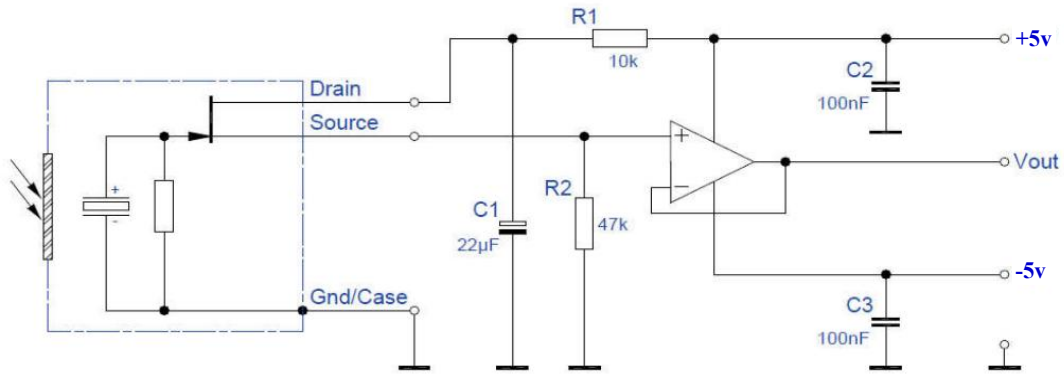 R1
10k
+5v
C2
100nF
Drain
Source
+
-
C1
22µF
R2
47k
+
−
Vout
Gnd/Case
-5v
C3
100nF